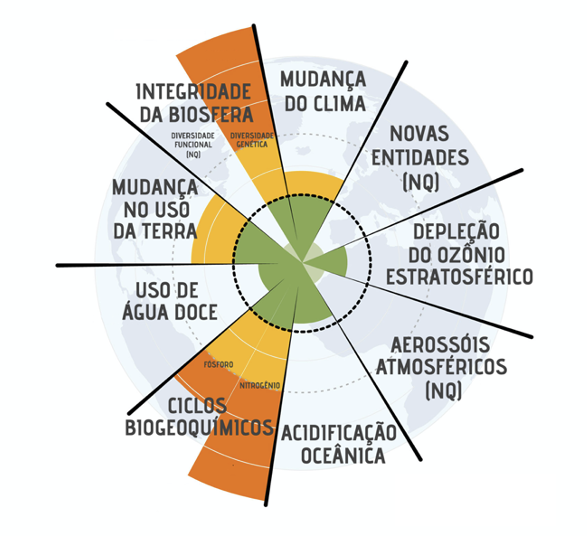 MUDANÇA
DO CLIMA
NOVAS
ENTIDADES
(NQ)
DEPLEÇÃO
DO OZÔNIO
ESTRATOSFÉRICO
AEROSSÓIS
ATMOSFÉRICOS
(NQ)
ACIDIFICAÇÃO
OCEÂNICA
CICLOS
BIOGEOQUÍMICOS
FÓSFORO
NITROGÊNIO
USO DE
ÁGUA DOCE
MUDANÇA
NO USO
DA TERRA
INTEGRIDADE
DA BIOSFERA
DIVERSIDADE
FUNCIONAL
(NQ)
DIVERSIDADE
GENÉTICA